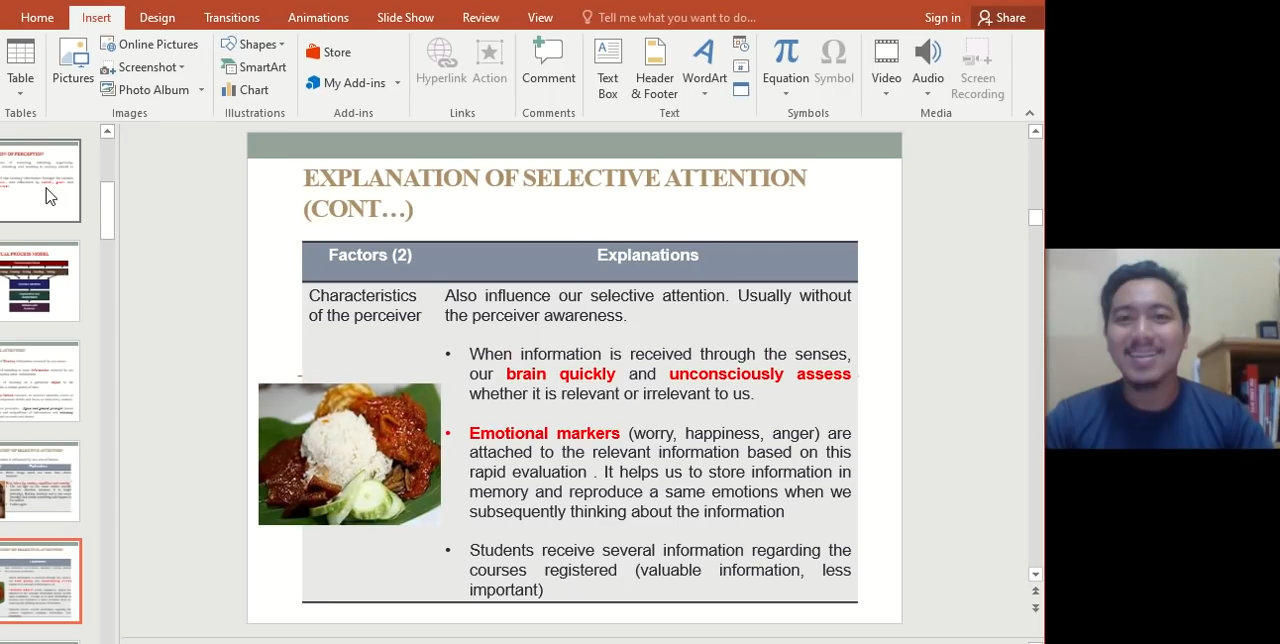 Home Insert Design Transitions Animations Slide Show Review View Tell me what you want to do... Sign in Share
Table
Tables
Pictures
Online Pictures
Screenshot
Photo Album
Images
Shapes
SmartArt
Chart
Illustrations
Store
My Add-ins
Add-ins
Hyperlink Action
Links
Comment
Comments
Text
Box
Header
& Footer
WordArt
Text
Equation Symbol
Symbols
Video Audio Screen
Recording
Media
EXPLANATION OF SELECTIVE ATTENTION
(CONT…)
Factors (2) Explanations
Characteristics
of the perceiver
Also influence our selective attention. Usually without
the perceiver awareness.
• When information is received through the senses,
our brain quickly and unconsciously assess
whether it is relevant or irrelevant to us.
• Emotional markers (worry, happiness, anger) are
attached to the relevant information based on this
rapid evaluation . It helps us to store information in
memory and reproduce a same emotions when we
subsequently thinking about the information
• Students receive several information regarding the
courses registered (valuable information, less
important)